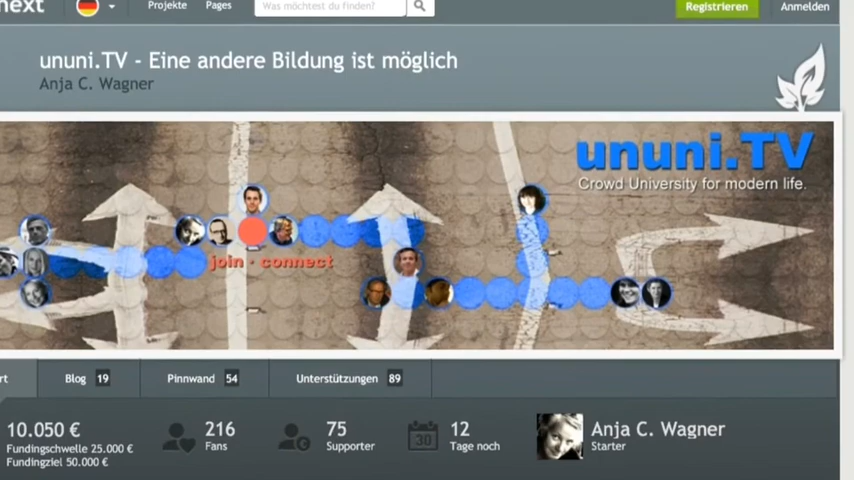 next
Projekte Pages Was möchtest du finden? Registrieren Anmelden
ununi.TV - Eine andere Bildung ist möglich
Anja C. Wagner
ununi.TV
Crowd University for modern life.
join · connect
rt Blog 19 Pinnwand 54 Unterstützungen 89
10.050 €
Fundingschwelle 25.000 €
Fundingziel 50.000 €
216
Fans
75
Supporter
30
12
Tage noch
Anja C. Wagner
Starter